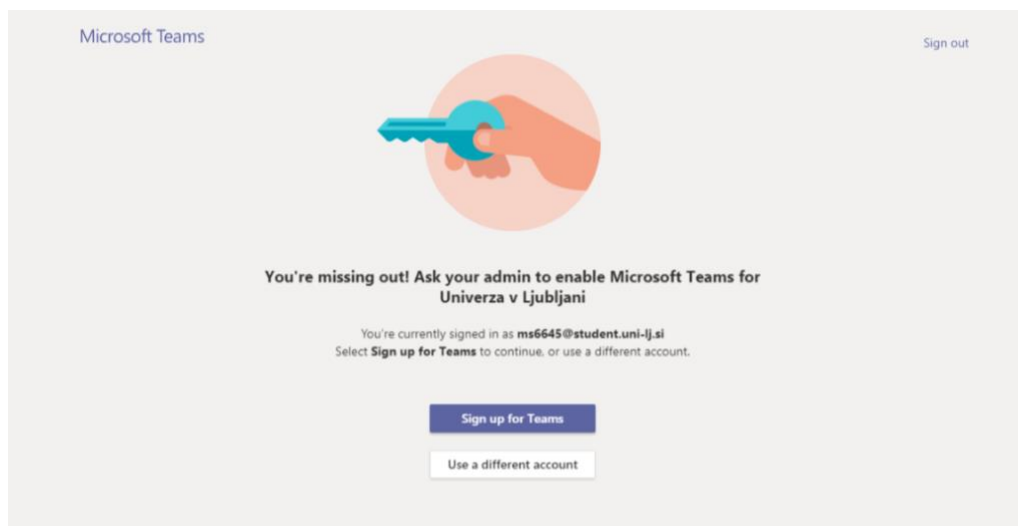 Microsoft Teams
Sign out
You're missing out! Ask your admin to enable Microsoft Teams for
Univerza v Ljubljani
You're currently signed in as ms6645@student.uni-lj.si
Select Sign up for Teams to continue, or use a different account.
Sign up for Teams
Use a different account